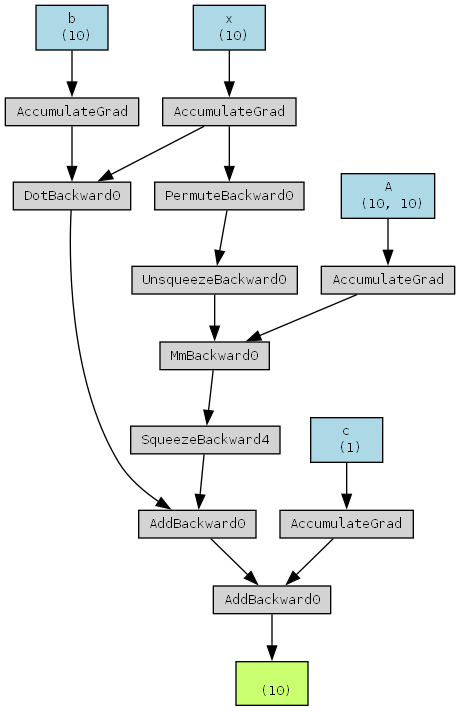 b
(10)
x
(10)
AccumulateGrad
AccumulateGrad
DotBackward0
PermuteBackward0
A
(10, 10)
UnsqueezeBackward0
AccumulateGrad
MmBackward0
SqueezeBackward4
c
(1)
AddBackward0
AccumulateGrad
AddBackward0
(10)